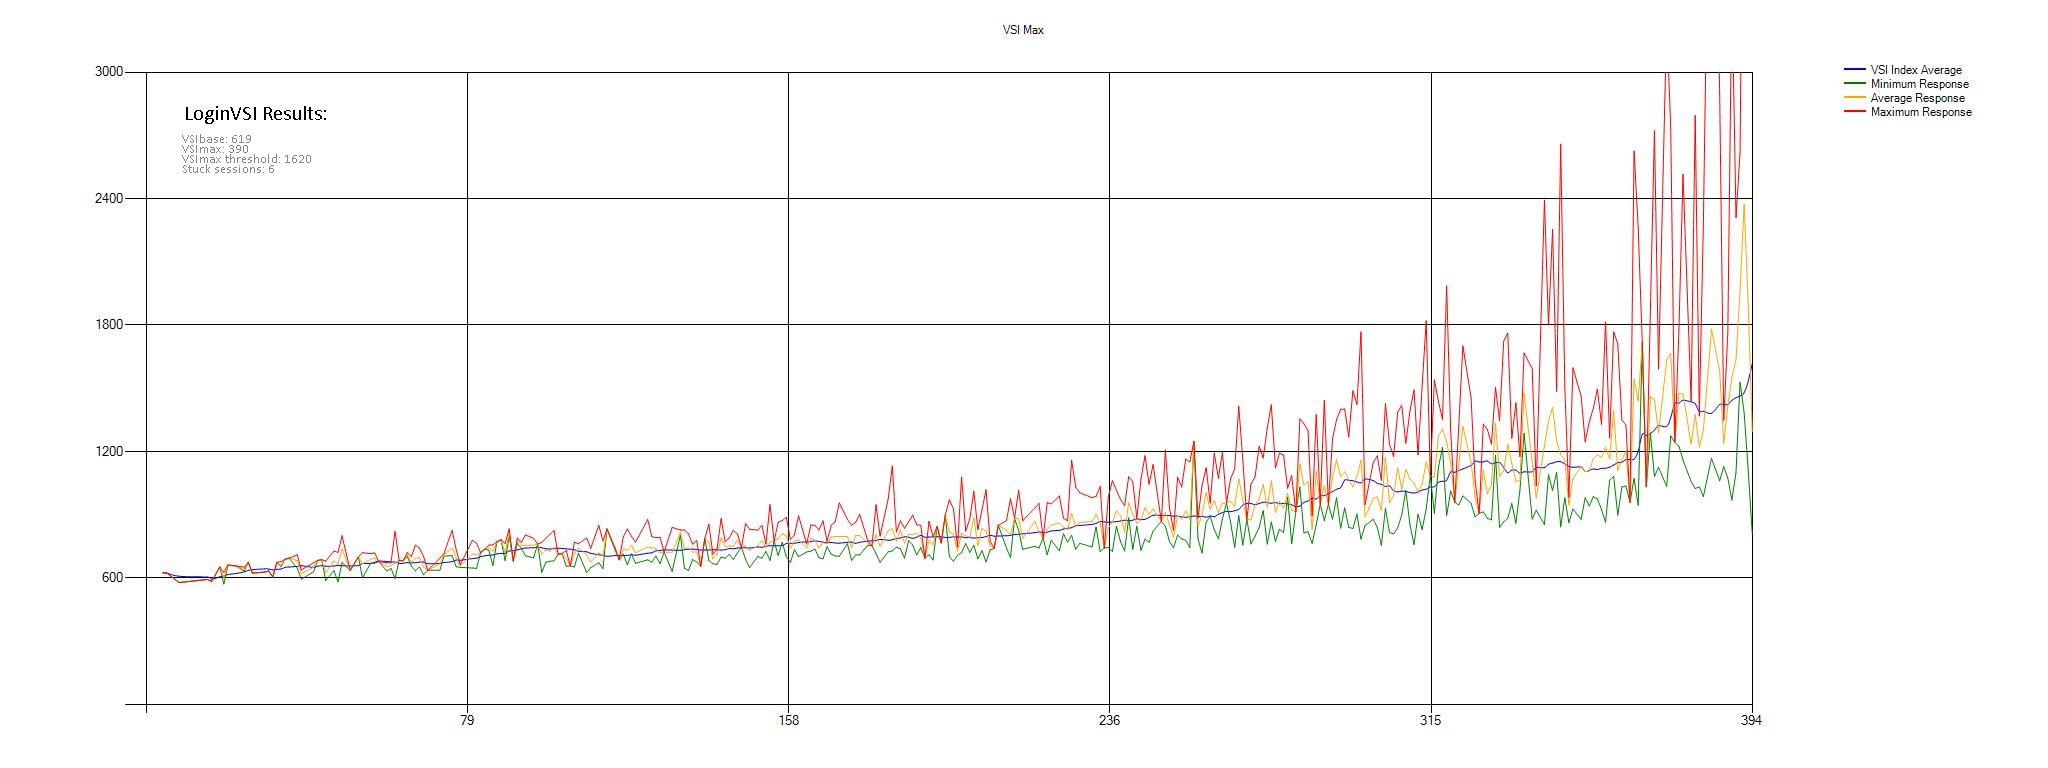 VSI Max
3000
2400
1800
1200
600
LoginVSI Results:
VSIbase: 619
VSImax: 390
VSImax threshold: 1620
Stuck sessions: 6
VSI Index Average
Minimum Response
Average Response
Maximum Response
79 158 236 315 394